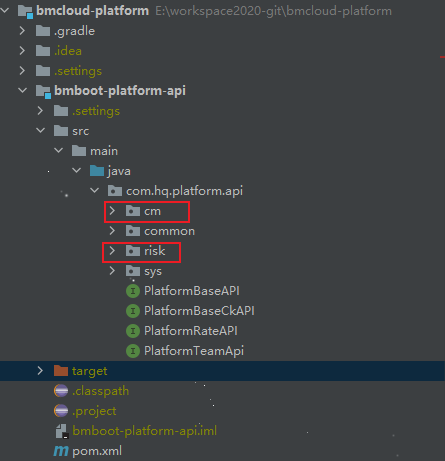 bmcloud-platform E:\workspace2020-git\bmcloud-platform
.gradle
.idea
.settings
bmboot-platform-api
.settings
src
main
java
com.hq.platform.api
cm
common
risk
sys
PlatformBaseAPI
PlatformBaseCkAPI
PlatformRateAPI
PlatformTeamApi
target
.classpath
.project
bmboot-platform-api.iml
pom.xml